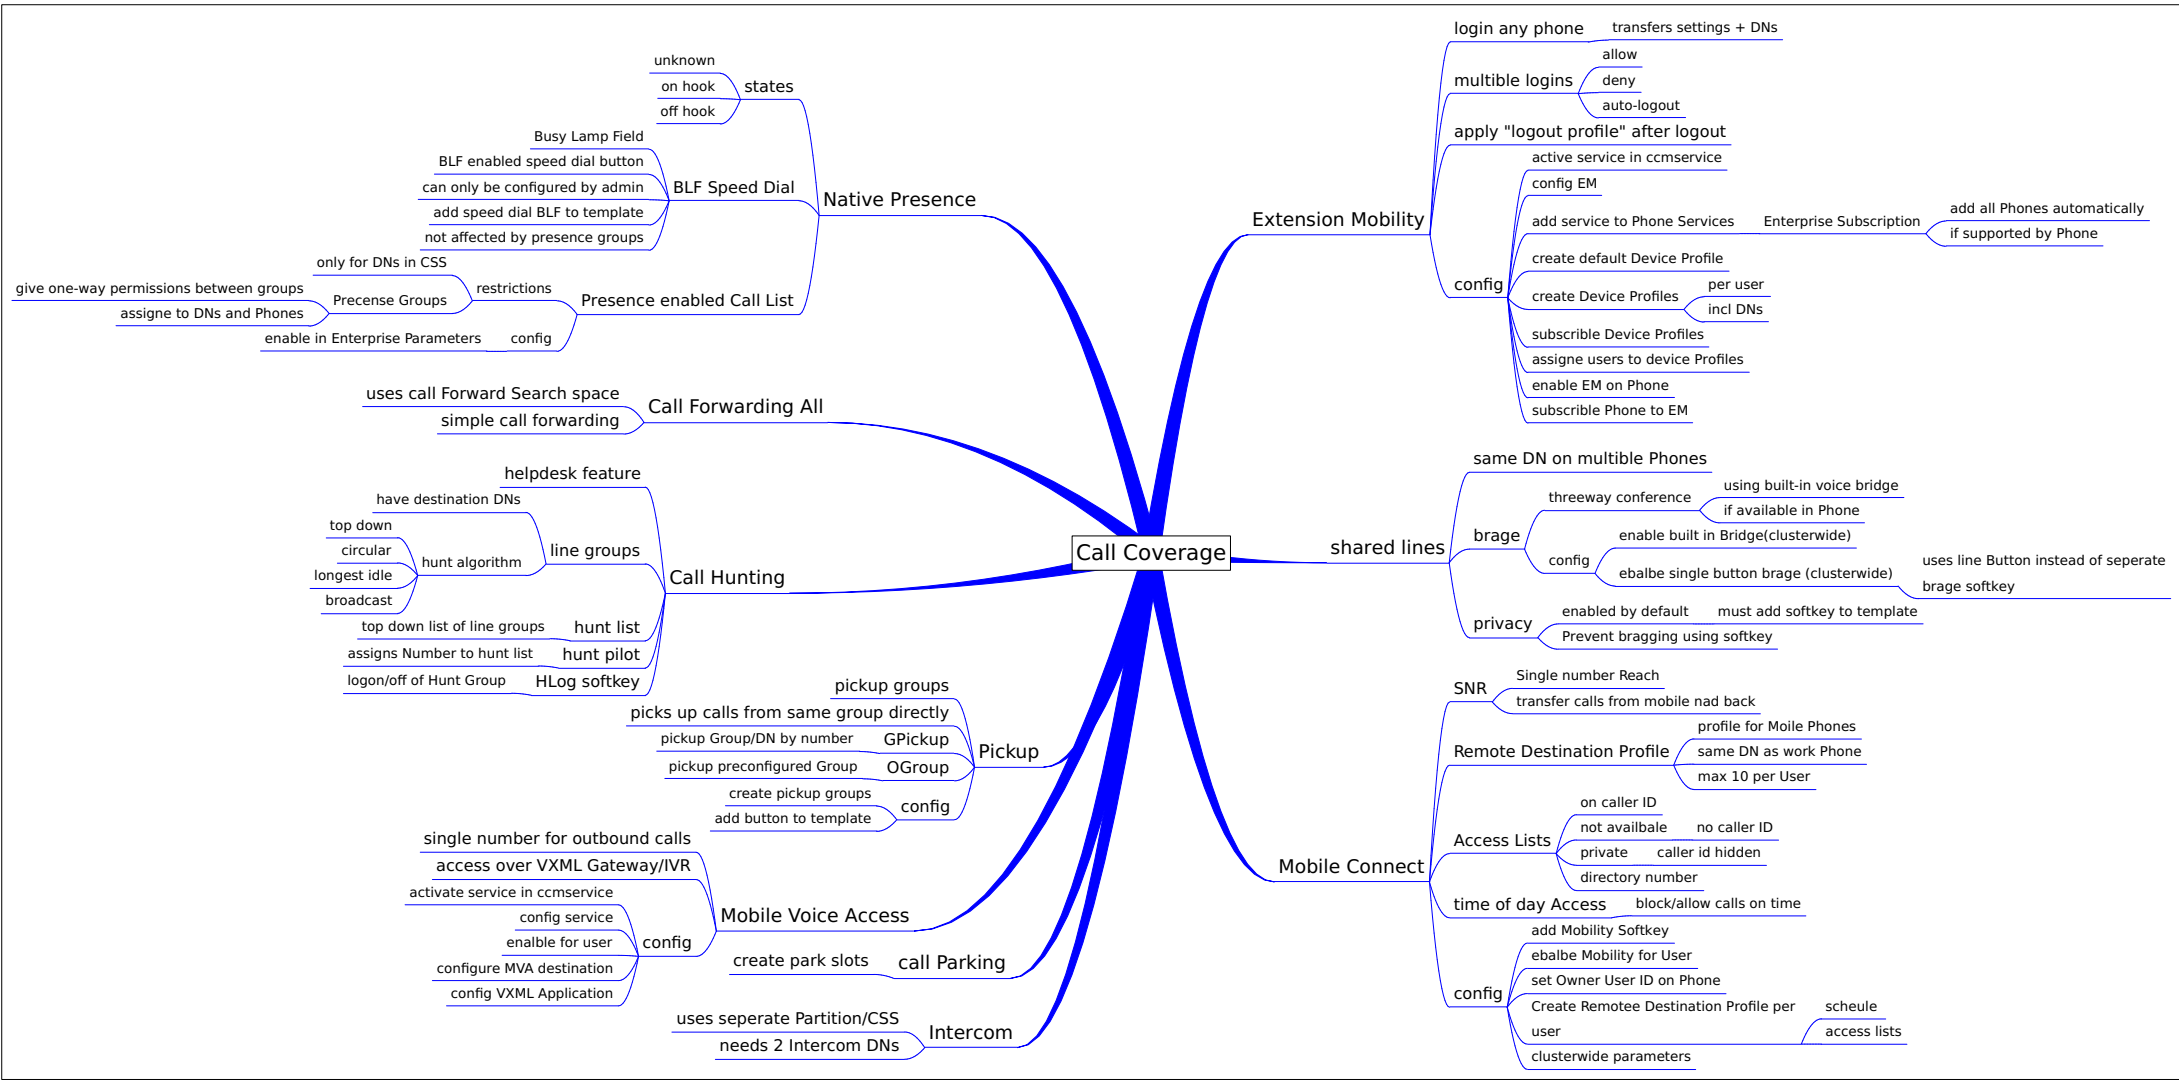 Call Coverage
Native Presence
states
unknown
on hook
off hook
BLF Speed Dial
Busy Lamp Field
BLF enabled speed dial button
can only be configured by admin
add speed dial BLF to template
not affected by presence groups
Presence enabled Call List
restrictions
only for DNs in CSS
Precense Groups
give one-way permissions between groups
assigne to DNs and Phones
config
enable in Enterprise Parameters
Call Forwarding All
uses call Forward Search space
simple call forwarding
Call Hunting
helpdesk feature
line groups
have destination DNs
hunt algorithm
top down
circular
longest idle
broadcast
hunt list
top down list of line groups
hunt pilot
assigns Number to hunt list
HLog softkey
logon/off of Hunt Group
Pickup
pickup groups
picks up calls from same group directly
GPickup
pickup Group/DN by number
OGroup
pickup preconfigured Group
config
create pickup groups
add button to template
Mobile Voice Access
single number for outbound calls
access over VXML Gateway/IVR
config
activate service in ccmservice
config service
enalble for user
configure MVA destination
config VXML Application
call Parking
create park slots
Intercom
uses seperate Partition/CSS
needs 2 Intercom DNs
Extension Mobility
login any phone
transfers settings + DNs
multible logins
allow
deny
auto-logout
apply "logout profile" after logout
config
active service in ccmservice
config EM
add service to Phone Services
Enterprise Subscription
add all Phones automatically
if supported by Phone
create default Device Profile
create Device Profiles
per user
incl DNs
subscrible Device Profiles
assigne users to device Profiles
enable EM on Phone
subscrible Phone to EM
shared lines
same DN on multible Phones
brage
threeway conference
using built-in voice bridge
if available in Phone
config
enable built in Bridge(clusterwide)
ebalbe single button brage (clusterwide)
uses line Button instead of seperate
brage softkey
privacy
enabled by default
must add softkey to template
Prevent bragging using softkey
Mobile Connect
SNR
Single number Reach
transfer calls from mobile nad back
Remote Destination Profile
profile for Moile Phones
same DN as work Phone
max 10 per User
Access Lists
on caller ID
not availbale
no caller ID
private
caller id hidden
directory number
time of day Access
block/allow calls on time
config
add Mobility Softkey
ebalbe Mobility for User
set Owner User ID on Phone
Create Remotee Destination Profile per
user
scheule
access lists
clusterwide parameters